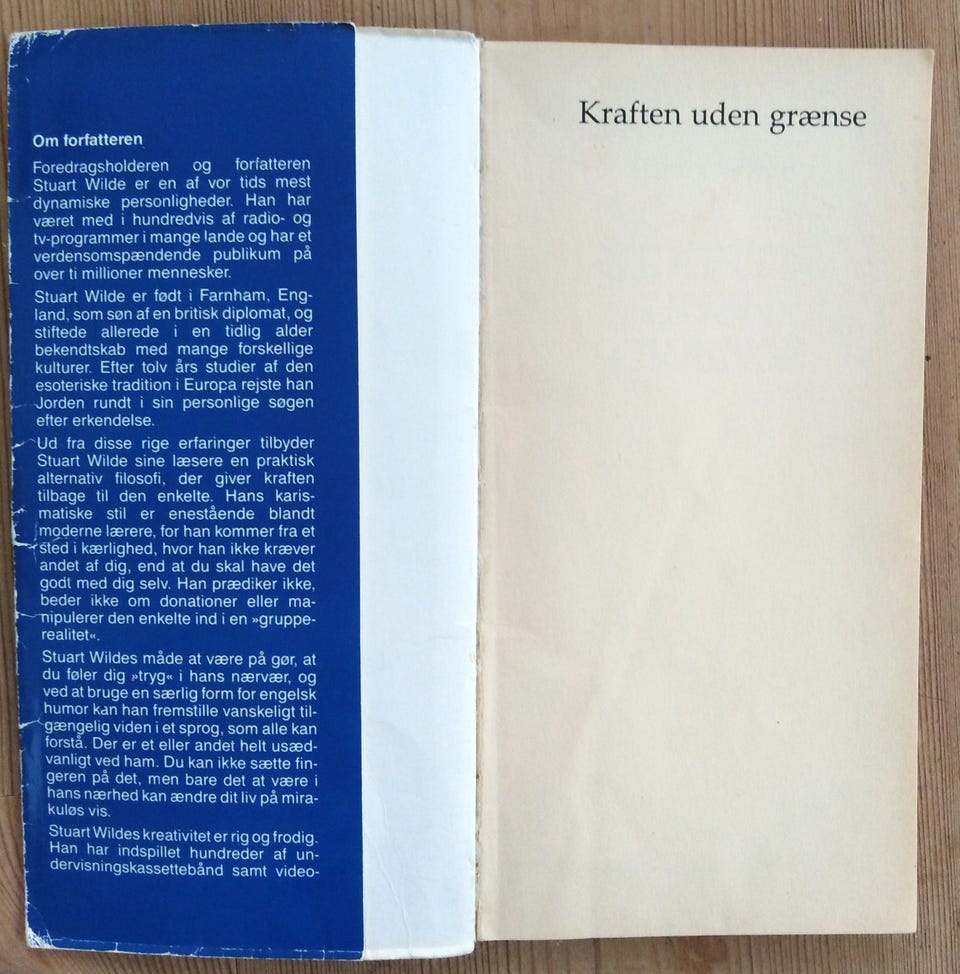 Om forfatteren
Foredragsholderen og forfatteren
Stuart Wilde er en af vor tids mest
dynamiske personligheder. Han har
været med i hundredvis af radio- og
tv-programmer i mange lande og har et
verdensomspændende publikum på
over ti millioner mennesker.
Stuart Wilde er født i Farnham, Eng-
land, som søn af en britisk diplomat, og
stiftede allerede i en tidlig alder
bekendtskab med mange forskellige
kulturer. Efter tolv års studier af den
esoteriske tradition i Europa rejste han
Jorden rundt i sin personlige søgen
efter erkendelse.
Ud fra disse rige erfaringer tilbyder
Stuart Wilde sine læsere en praktisk
alternativ filosofi, der giver kraften
tilbage til den enkelte. Hans karis-
matiske stil er enestående blandt
moderne lærere, for han kommer fra et
sted i kærlighed, hvor han ikke kræver
andet af dig, end at du skal have det
godt med dig selv. Han prædiker ikke,
beder ikke om donationer eller ma-
nipulerer den enkelte ind i en »gruppe-
realitet«.
Stuart Wildes måde at være på gør, at
du føler dig »tryg« i hans nærvær, og
ved at bruge en særlig form for engelsk
humor kan han fremstille vanskeligt til-
gængelig viden i et sprog, som alle kan
forstå. Der er et eller andet helt usæd-
vanligt ved ham. Du kan ikke sætte fin-
geren på det, men bare det at være i
hans nærhed kan ændre dit liv på mira-
kuløs vis.
Stuart Wildes kreativitet er rig og frodig.
Han har indspillet hundreder af un-
dervisningskassettebånd samt video-
Kraften uden grænse